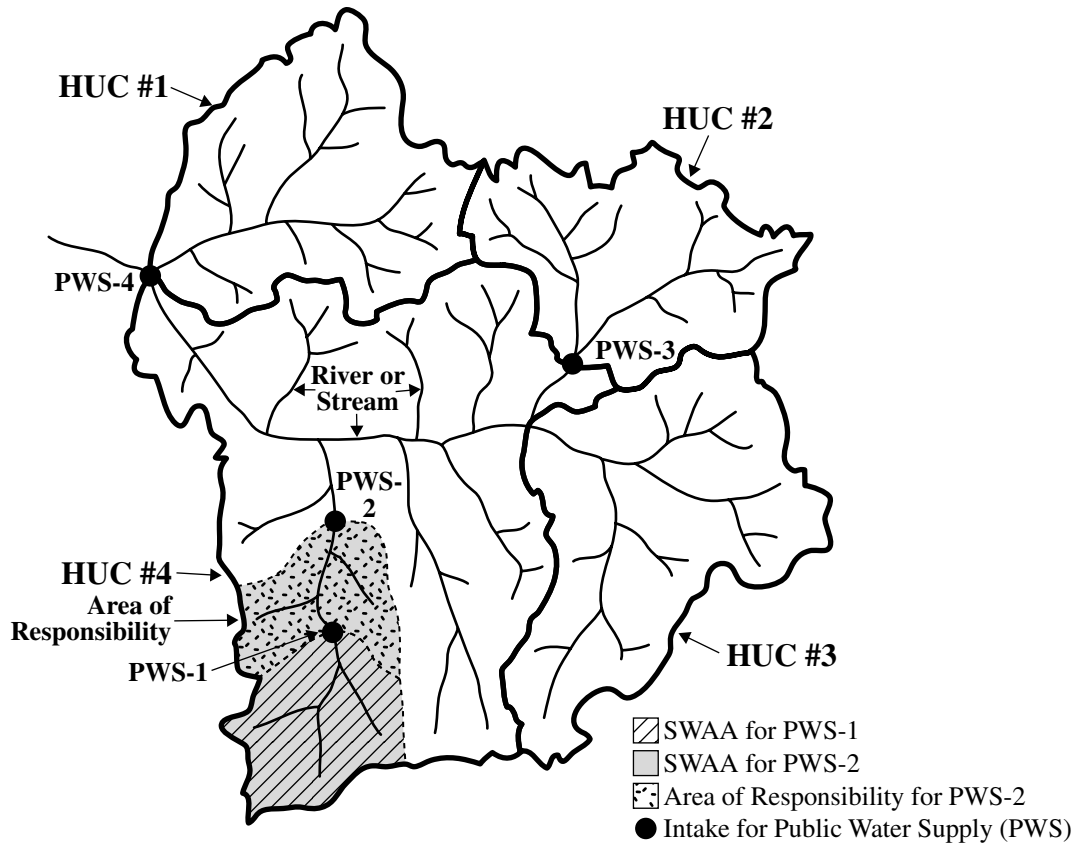 HUC #1
HUC #2
PWS-4
PWS-3
River or
Stream
PWS-
2
HUC #4
Area of
Responsibility
PWS-1
HUC #3
SWAA for PWS-1
SWAA for PWS-2
Area of Responsibility for PWS-2
Intake for Public Water Supply (PWS)